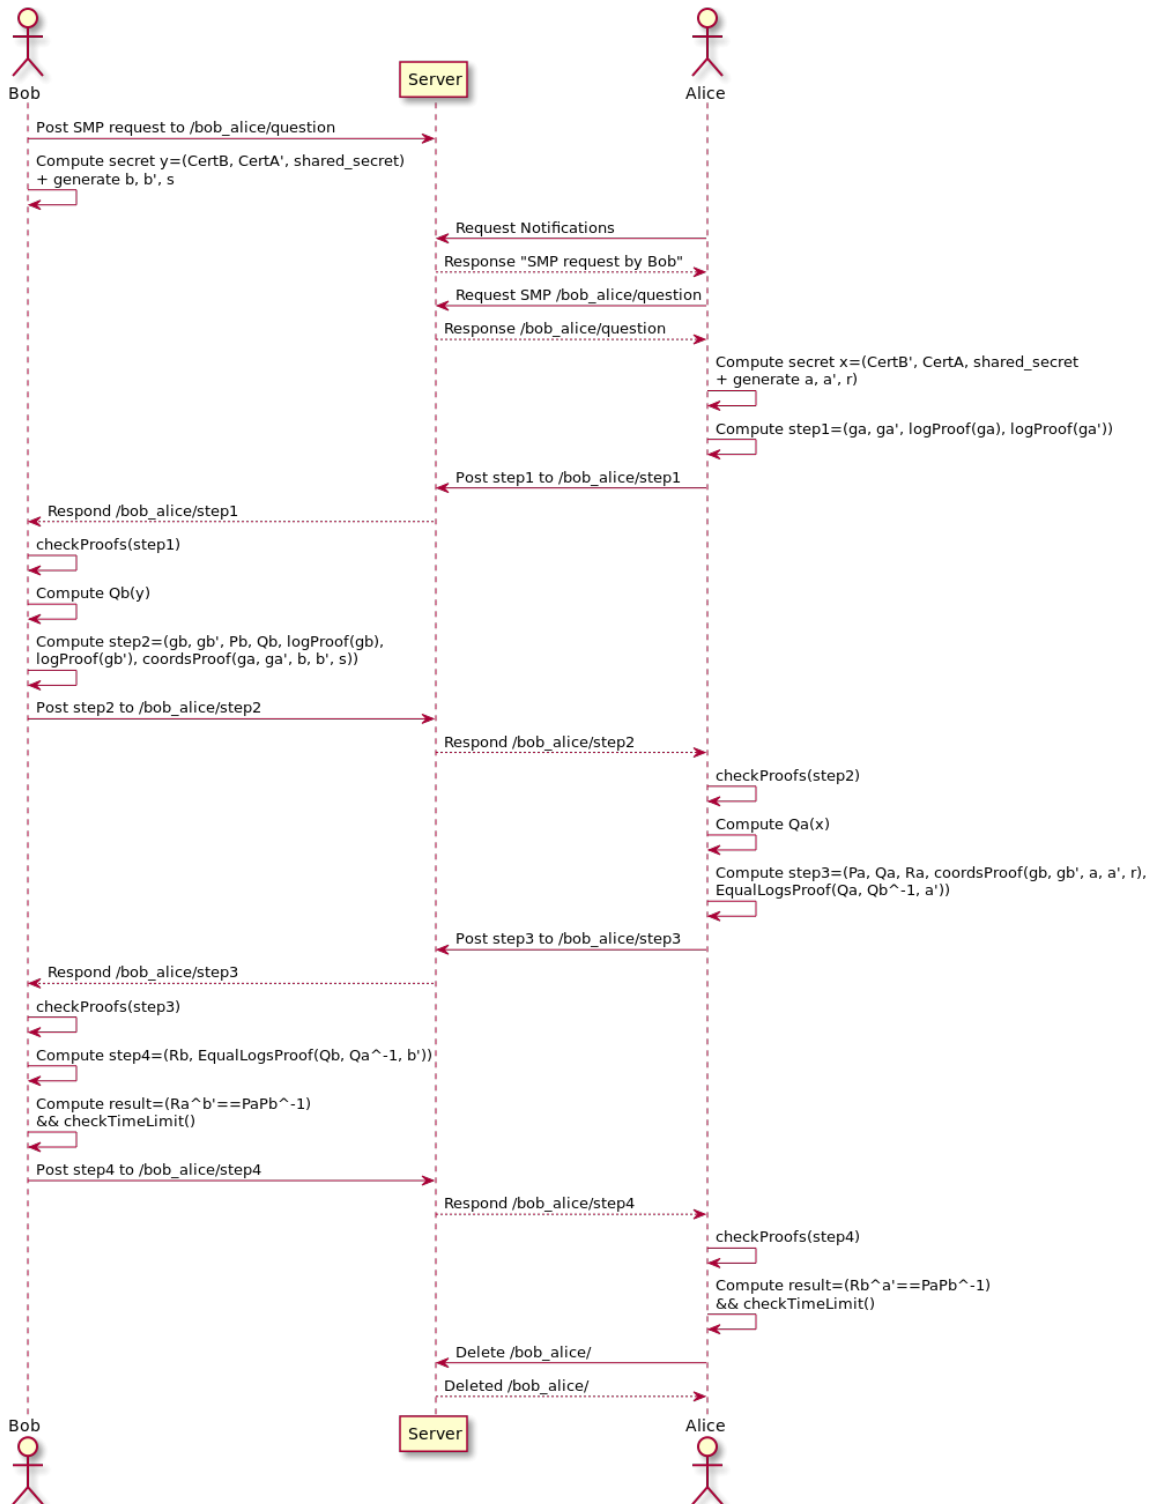 Bob
Server
Alice
Post SMP request to /bob_alice/question
Compute secret y=(CertB, CertA', shared_secret)
+ generate b, b', s
Request Notifications
Response "SMP request by Bob"
Request SMP /bob_alice/question
Response /bob_alice/question
Compute secret x=(CertB', CertA, shared_secret
+ generate a, a', r)
Compute step1=(ga, ga', logProof(ga), logProof(ga'))
Post step1 to /bob_alice/step1
Respond /bob_alice/step1
checkProofs(step1)
Compute Qb(y)
Compute step2=(gb, gb', Pb, Qb, logProof(gb),
logProof(gb'), coordsProof(ga, ga', b, b', s))
Post step2 to /bob_alice/step2
Respond /bob_alice/step2
checkProofs(step2)
Compute Qa(x)
Compute step3=(Pa, Qa, Ra, coordsProof(gb, gb', a, a', r),
EqualLogsProof(Qa, Qb^-1, a'))
Post step3 to /bob_alice/step3
Respond /bob_alice/step3
checkProofs(step3)
Compute step4=(Rb, EqualLogsProof(Qb, Qa^-1, b'))
Compute result=(Ra^b'==PaPb^-1)
&& checkTimeLimit()
Post step4 to /bob_alice/step4
Respond /bob_alice/step4
checkProofs(step4)
Compute result=(Rb^a'==PaPb^-1)
&& checkTimeLimit()
Delete /bob_alice/
Deleted /bob_alice/
Bob
Server
Alice